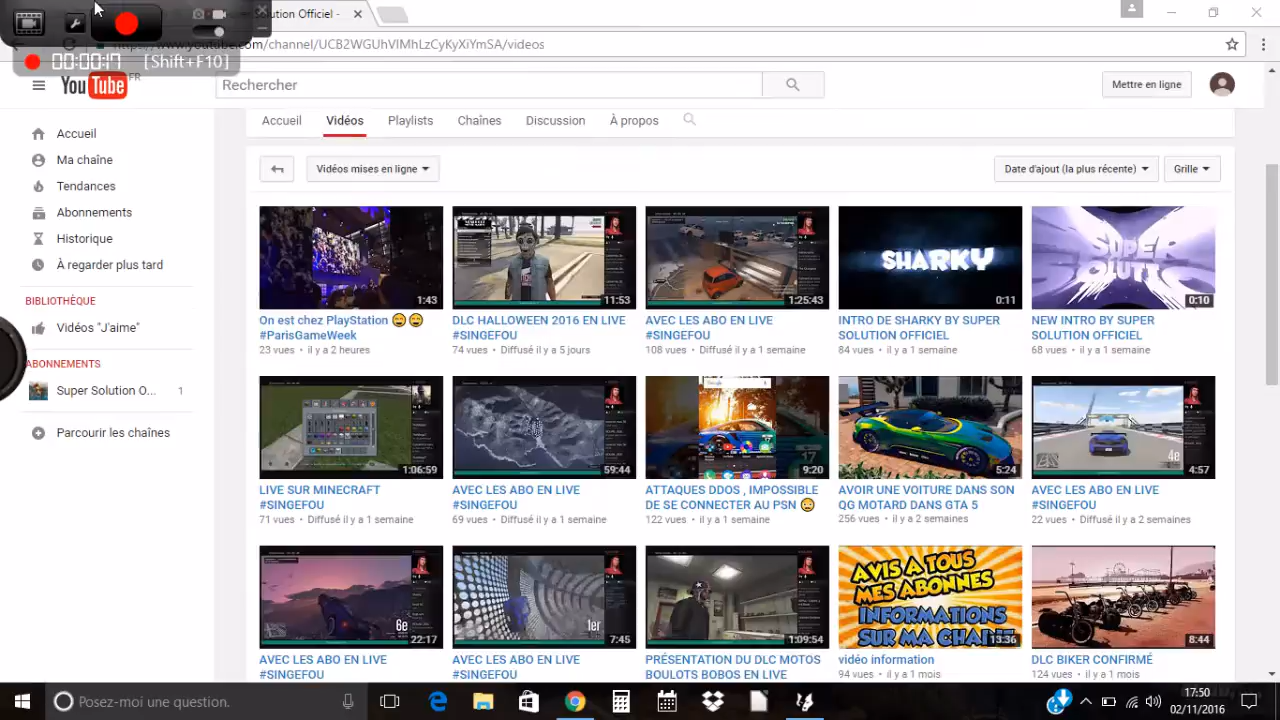 Solution Officiel -
https://www.youtube.com/channel/UCB2WGUhVIMhLzCyKyXiYmSA/videos
00:00:17 [Shift+F10]
YouTube FR
Rechercher
Mettre en ligne
Accueil
Vidéos
Playlists
Chaînes
Discussion
À propos
Accueil
Ma chaîne
Tendances
Abonnements
Historique
À regarder plus tard
BIBLIOTHÈQUE
Vidéos "J'aime"
ABONNEMENTS
Super Solution O... 1
Parcourir les chaînes
Vidéos mises en ligne
Date d'ajout (la plus récente)
Grille
1:43
On est chez PlayStation 😄 😄
#ParisGameWeek
23 vues • il y a 2 heures
11:53
DLC HALLOWEEN 2016 EN LIVE
#SINGEFOU
74 vues • Diffusé il y a 5 jours
1:25:43
AVEC LES ABO EN LIVE
#SINGEFOU
108 vues • Diffusé il y a 1 semaine
SHARKY
0:11
INTRO DE SHARKY BY SUPER
SOLUTION OFFICIEL
84 vues • il y a 1 semaine
SUPER
0:10
NEW INTRO BY SUPER
SOLUTION OFFICIEL
68 vues • il y a 1 semaine
1:06:59
LIVE SUR MINECRAFT
#SINGEFOU
71 vues • Diffusé il y a 1 semaine
59:44
AVEC LES ABO EN LIVE
#SINGEFOU
69 vues • Diffusé il y a 1 semaine
Google
9:20
ATTAQUES DDOS , IMPOSSIBLE
DE SE CONNECTER AU PSN 😥
122 vues • il y a 1 semaine
5:24
AVOIR UNE VOITURE DANS SON
QG MOTARD DANS GTA 5
256 vues • il y a 2 semaines
4e
4:57
AVEC LES ABO EN LIVE
#SINGEFOU
22 vues • Diffusé il y a 2 semaines
6e
22:17
AVEC LES ABO EN LIVE
#SINGEFOU
1er
7:45
AVEC LES ABO EN LIVE
#SINGEFOU
1:09:54
PRÉSENTATION DU DLC MOTOS
BOULOTS BOBOS EN LIVE
AVIS A TOUS
MES ABONNES
INFORMATIONS
SUR MA CHAINE
13:36
vidéo information
94 vues • il y a 1 mois
8:44
DLC BIKER CONFIRMÉ
124 vues • il y a 1 mois
Posez-moi une question.
17:50
02/11/2016